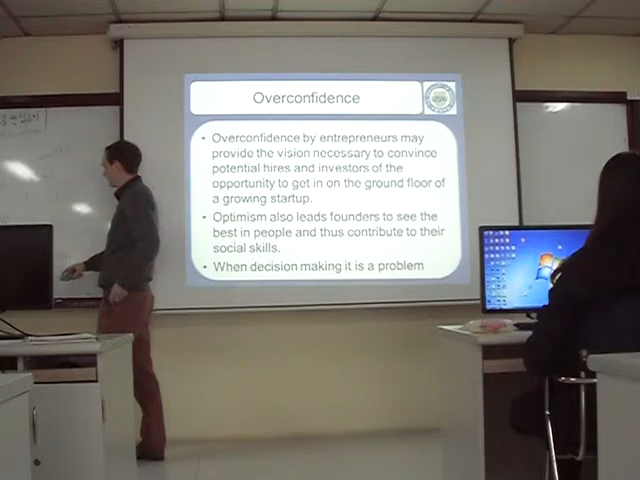 Overconfidence
• Overconfidence by entrepreneurs may
provide the vision necessary to convince
potential hires and investors of the
opportunity to get in on the ground floor of
a growing startup.
• Optimism also leads founders to see the
best in people and thus contribute to their
social skills.
• When decision making it is a problem